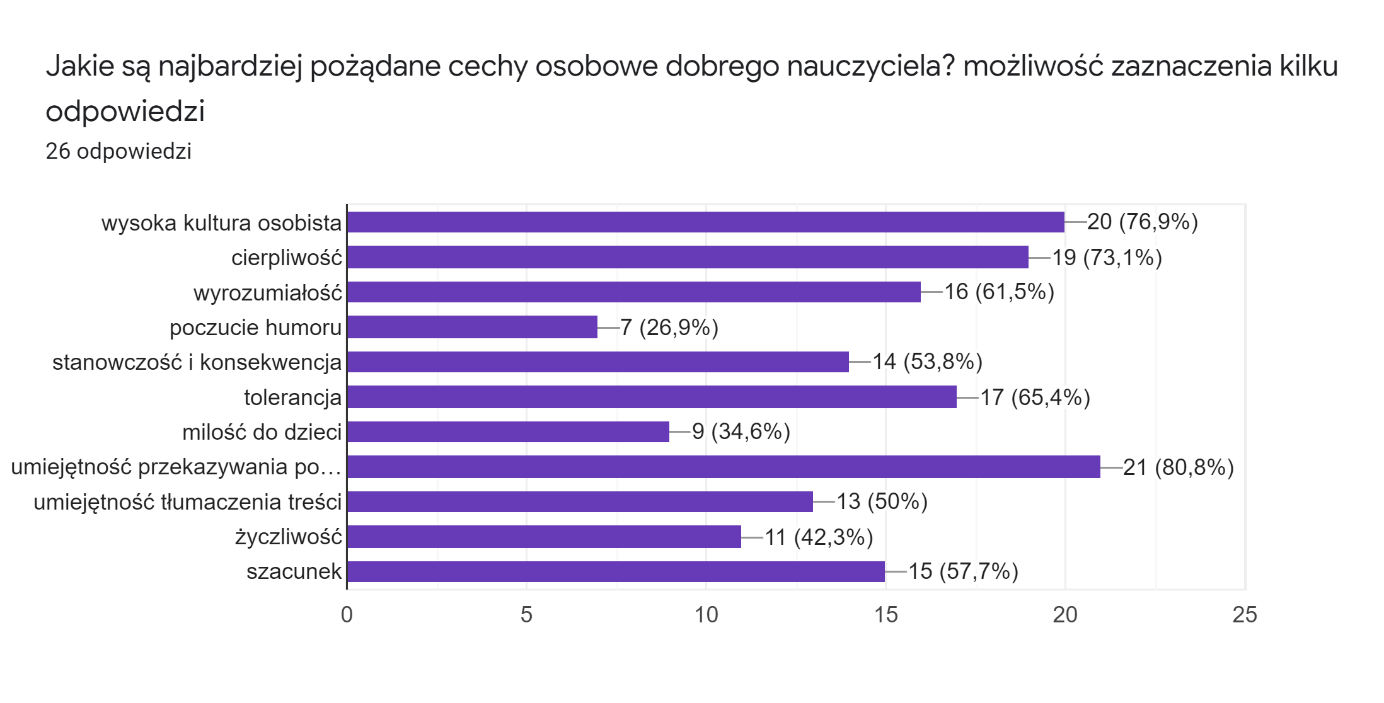 Jakie są najbardziej pożądane cechy osobowe dobrego nauczyciela? możliwość zaznaczenia kilku
odpowiedzi
26 odpowiedzi
wysoka kultura osobista 20 (76,9%)
cierpliwość 19 (73,1%)
wyrozumiałość 16 (61,5%)
poczucie humoru 7 (26,9%)
stanowczość i konsekwencja 14 (53,8%)
tolerancja 17 (65,4%)
milość do dzieci 9 (34,6%)
umiejętność przekazywania po… 21 (80,8%)
umiejętność tłumaczenia treści 13 (50%)
życzliwość 11 (42,3%)
szacunek 15 (57,7%)
0 5 10 15 20 25